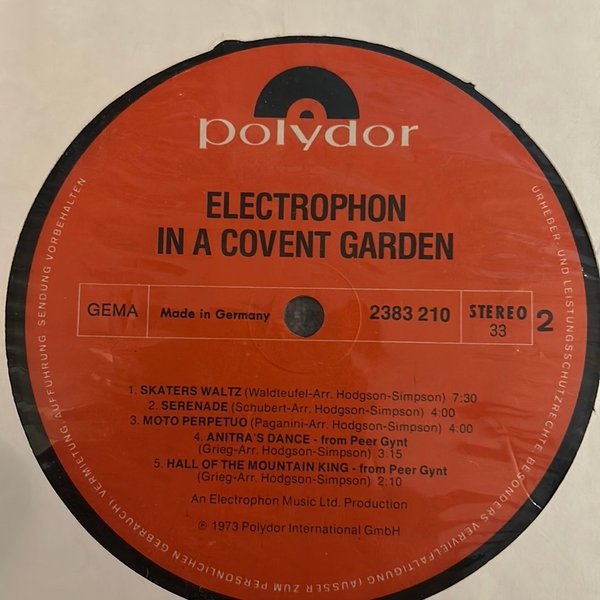 polydor
ELECTROPHON
IN A COVENT GARDEN
GEMA
Made in Germany
2383 210
STEREO
33
2
1. SKATERS WALTZ (Waldteufel-Arr. Hodgson-Simpson) 7:30
2. SERENADE (Schubert-Arr. Hodgson-Simpson) 4:00
3. MOTO PERPETUO (Paganini-Arr. Hodgson-Simpson) 4:00
4. ANITRA'S DANCE - from Peer Gynt
(Grieg-Arr. Hodgson-Simpson) 3:15
5. HALL OF THE MOUNTAIN KING - from Peer Gynt
(Grieg-Arr. Hodgson-Simpson) 2:10
An Electrophon Music Ltd. Production
℗ 1973 Polydor International GmbH
URHEBER- UND LEISTUNGSSCHUTZRECHTE, BESONDERS VERVIELFÄLTIGUNG (AUSSER ZUM PERSÖNLICHEN GEBRAUCH) VERMIETUNG AUFFÜHRUNG SENDUNG VORBEHALTEN